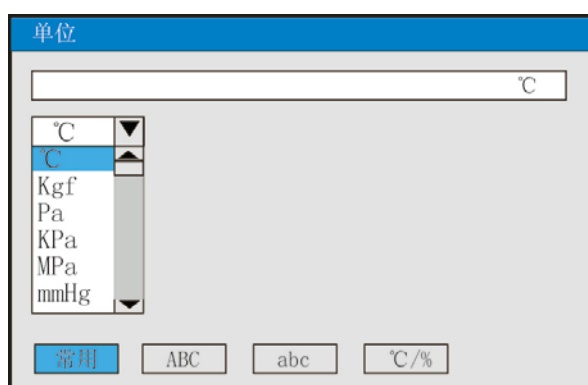 单位
℃
℃
℃
Kgf
Pa
KPa
MPa
mmHg
常用 ABC abc ℃/%